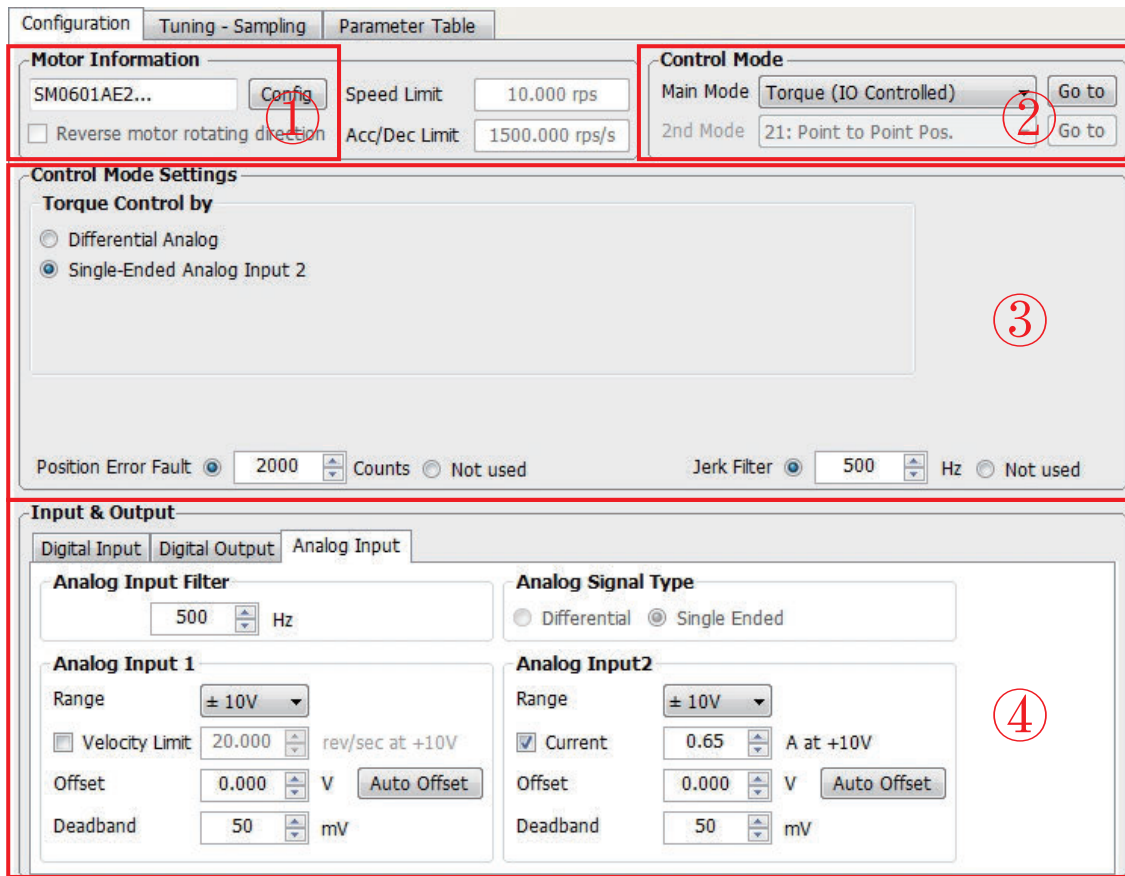 Configuration Tuning - Sampling Parameter Table
Motor Information
SM0601AE2... Config
Reverse motor rotating direction
①
Speed Limit 10.000 rps
Acc/Dec Limit 1500.000 rps/s
Control Mode
Main Mode Torque (IO Controlled) Go to
2nd Mode 21: Point to Point Pos. Go to
②
Control Mode Settings
Torque Control by
Differential Analog
Single-Ended Analog Input 2
③
Position Error Fault 2000 Counts Not used Jerk Filter 500 Hz Not used
Input & Output
Digital Input Digital Output Analog Input
Analog Input Filter
500 Hz
Analog Signal Type
Differential Single Ended
Analog Input 1
Range ± 10V
Velocity Limit 20.000 rev/sec at +10V
Offset 0.000 V Auto Offset
Deadband 50 mV
Analog Input2
Range ± 10V
Current 0.65 A at +10V
Offset 0.000 V Auto Offset
Deadband 50 mV
④